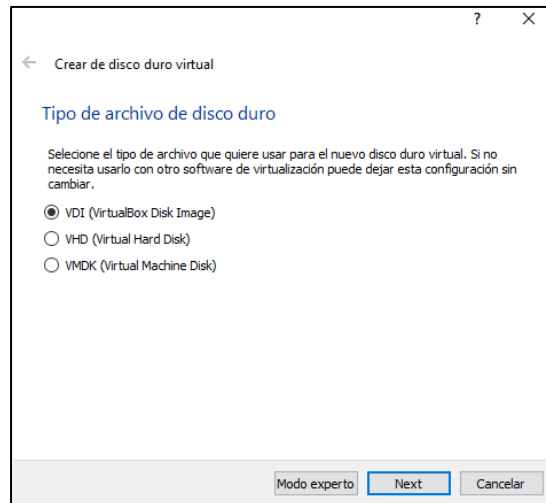 ?
Crear de disco duro virtual
Tipo de archivo de disco duro
Selecione el tipo de archivo que quiere usar para el nuevo disco duro virtual. Si no
necesita usarlo con otro software de virtualización puede dejar esta configuración sin
cambiar.
VDI (VirtualBox Disk Image)
VHD (Virtual Hard Disk)
VMDK (Virtual Machine Disk)
Modo experto Next Cancelar